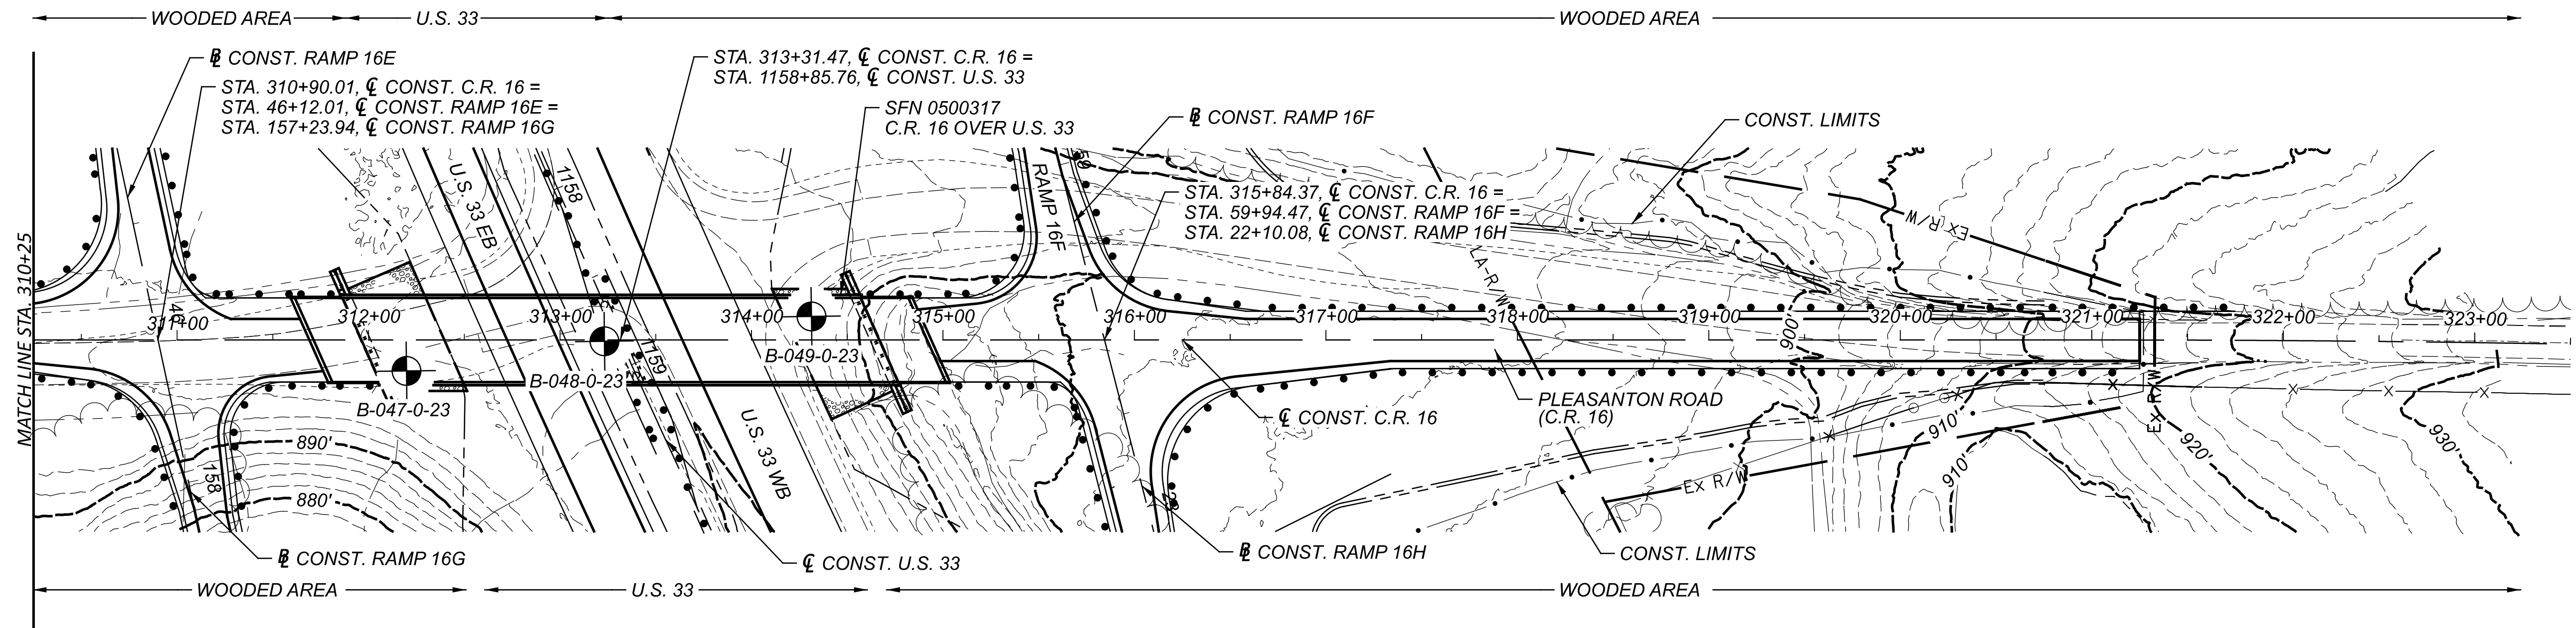 WOODED AREA
U.S. 33
WOODED AREA
℄ CONST. RAMP 16E
STA. 310+90.01, ℄ CONST. C.R. 16 =
STA. 46+12.01, ℄ CONST. RAMP 16E =
STA. 157+23.94, ℄ CONST. RAMP 16G
STA. 313+31.47, ℄ CONST. C.R. 16 =
STA. 1158+85.76, ℄ CONST. U.S. 33
SFN 0500317
C.R. 16 OVER U.S. 33
℄ CONST. RAMP 16F
CONST. LIMITS
STA. 315+84.37, ℄ CONST. C.R. 16 =
STA. 59+94.47, ℄ CONST. RAMP 16F =
STA. 22+10.08, ℄ CONST. RAMP 16H
MATCH LINE STA. 310+25
U.S. 33 EB
1158
RAMP 16F
59
LA-R/W
Ex R/W
46
311+00
312+00
313+00
314+00
315+00
316+00
317+00
318+00
319+00
320+00
321+00
322+00
323+00
900'
B-047-0-23
B-048-0-23
B-049-0-23
1159
U.S. 33 WB
℄ CONST. C.R. 16
PLEASANTON ROAD
(C.R. 16)
EX R/W
910'
910'
920'
930'
890'
880'
158
Ex R/W
℄ CONST. RAMP 16G
℄ CONST. U.S. 33
℄ CONST. RAMP 16H
CONST. LIMITS
WOODED AREA
U.S. 33
WOODED AREA